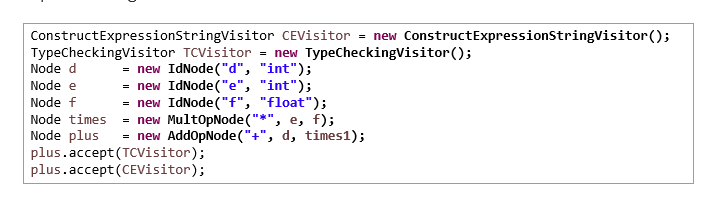 ConstructExpressionStringVisitor CEVisitor = new ConstructExpressionStringVisitor();
TypeCheckingVisitor TCVisitor = new TypeCheckingVisitor();
Node d      = new IdNode("d", "int");
Node e      = new IdNode("e", "int");
Node f      = new IdNode("f", "float");
Node times  = new MultOpNode("*", e, f);
Node plus   = new AddOpNode("+", d, times1);
plus.accept(TCVisitor);
plus.accept(CEVisitor);